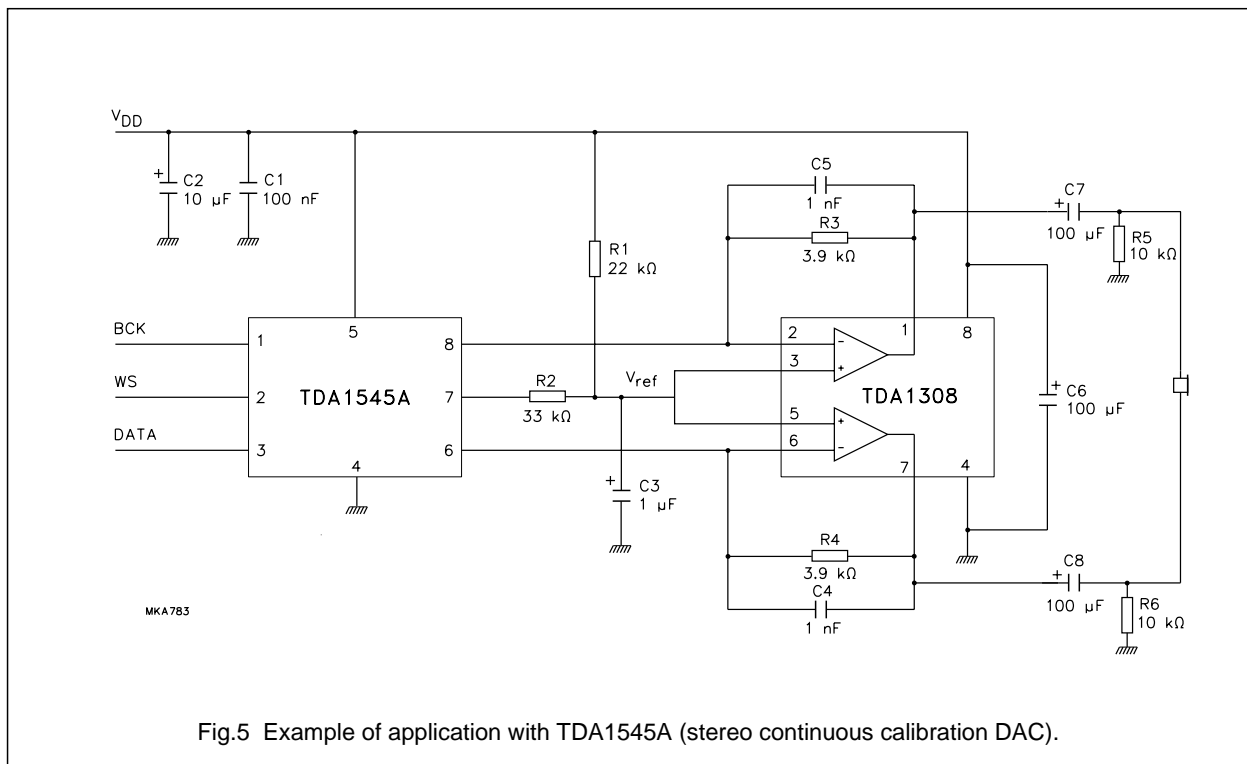 VDD
C2
10 μF
C1
100 nF
R1
22 kΩ
C5
1 nF
R3
3.9 kΩ
C7
100 μF
R5
10 kΩ
BCK
WS
DATA
1
2
3
5
4
8
7
6
TDA1545A
R2
33 kΩ
Vref
C3
1 μF
2
3
5
6
1
8
7
4
TDA1308
C6
100 μF
R4
3.9 kΩ
C4
1 nF
C8
100 μF
R6
10 kΩ
MKA783
Fig.5 Example of application with TDA1545A (stereo continuous calibration DAC).